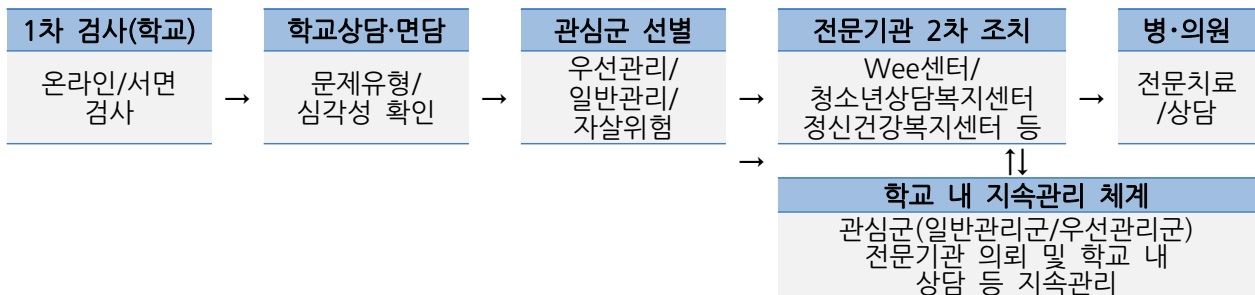 1차 검사(학교)
온라인/서면
검사
→
학교상담·면담
문제유형/
심각성 확인
→
관심군 선별
우선관리/
일반관리/
자살위험
→
→
전문기관 2차 조치
Wee센터/
청소년상담복지센터
정신건강복지센터 등
→
병·의원
전문치료
/상담
↑↓
학교 내 지속관리 체계
관심군(일반관리군/우선관리군)
전문기관 의뢰 및 학교 내
상담 등 지속관리